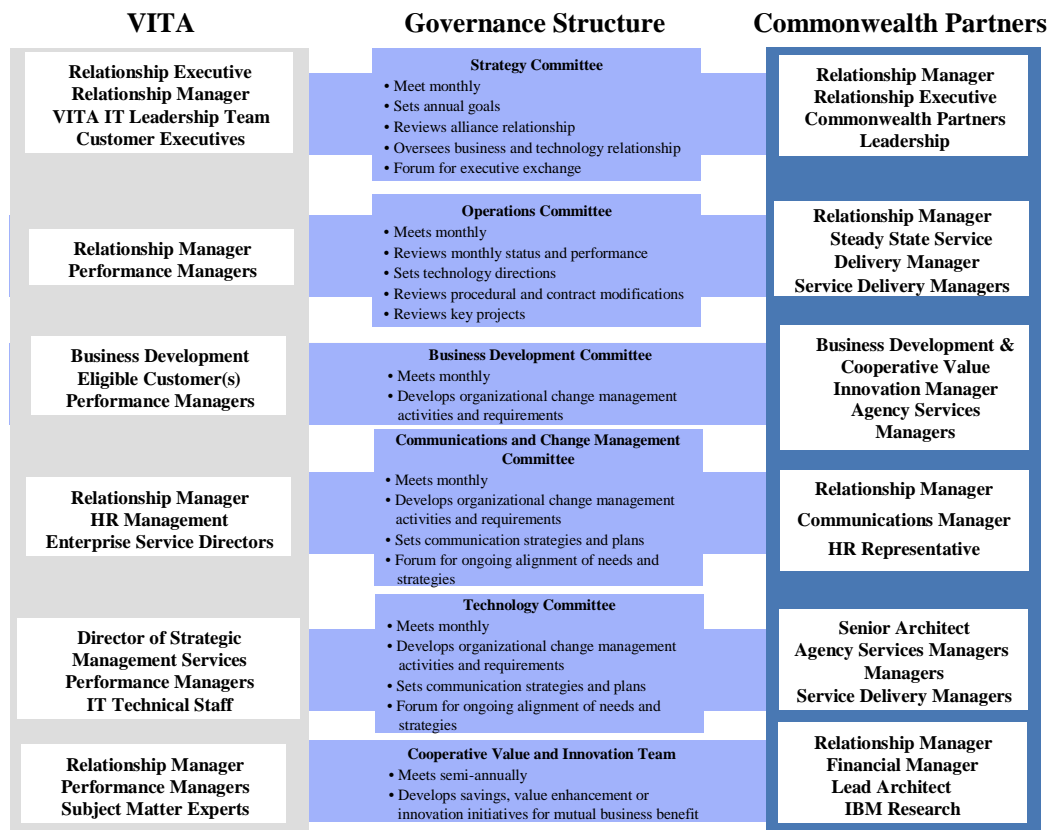 VITA
Governance Structure
Commonwealth Partners
Relationship Executive
Relationship Manager
VITA IT Leadership Team
Customer Executives
Strategy Committee
• Meet monthly
• Sets annual goals
• Reviews alliance relationship
• Oversees business and technology relationship
• Forum for executive exchange
Relationship Manager
Relationship Executive
Commonwealth Partners
Leadership
Relationship Manager
Performance Managers
Operations Committee
• Meets monthly
• Reviews monthly status and performance
• Sets technology directions
• Reviews procedural and contract modifications
• Reviews key projects
Relationship Manager
Steady State Service
Delivery Manager
Service Delivery Managers
Business Development
Eligible Customer(s)
Performance Managers
Business Development Committee
• Meets monthly
• Develops organizational change management
activities and requirements
Business Development &
Cooperative Value
Innovation Manager
Agency Services
Managers
Relationship Manager
HR Management
Enterprise Service Directors
Communications and Change Management
Committee
• Meets monthly
• Develops organizational change management
activities and requirements
• Sets communication strategies and plans
• Forum for ongoing alignment of needs and
strategies
Relationship Manager
Communications Manager
HR Representative
Director of Strategic
Management Services
Performance Managers
IT Technical Staff
Technology Committee
• Meets monthly
• Develops organizational change management
activities and requirements
• Sets communication strategies and plans
• Forum for ongoing alignment of needs and
strategies
Senior Architect
Agency Services Managers
Managers
Service Delivery Managers
Relationship Manager
Performance Managers
Subject Matter Experts
Cooperative Value and Innovation Team
• Meets semi-annually
• Develops savings, value enhancement or
innovation initiatives for mutual business benefit
Relationship Manager
Financial Manager
Lead Architect
IBM Research